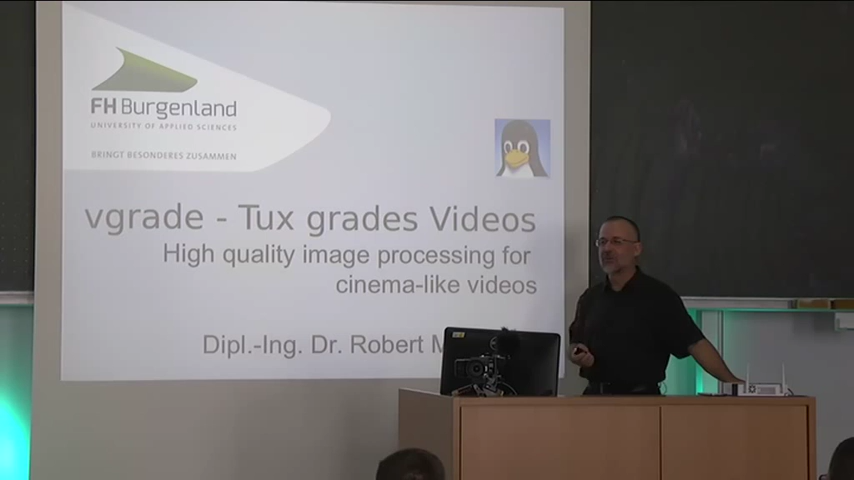 FH Burgenland
UNIVERSITY OF APPLIED SCIENCES
BRINGT BESONDERES ZUSAMMEN
vgrade - Tux grades Videos
High quality image processing for
cinema-like videos
Dipl.-Ing. Dr. Robert